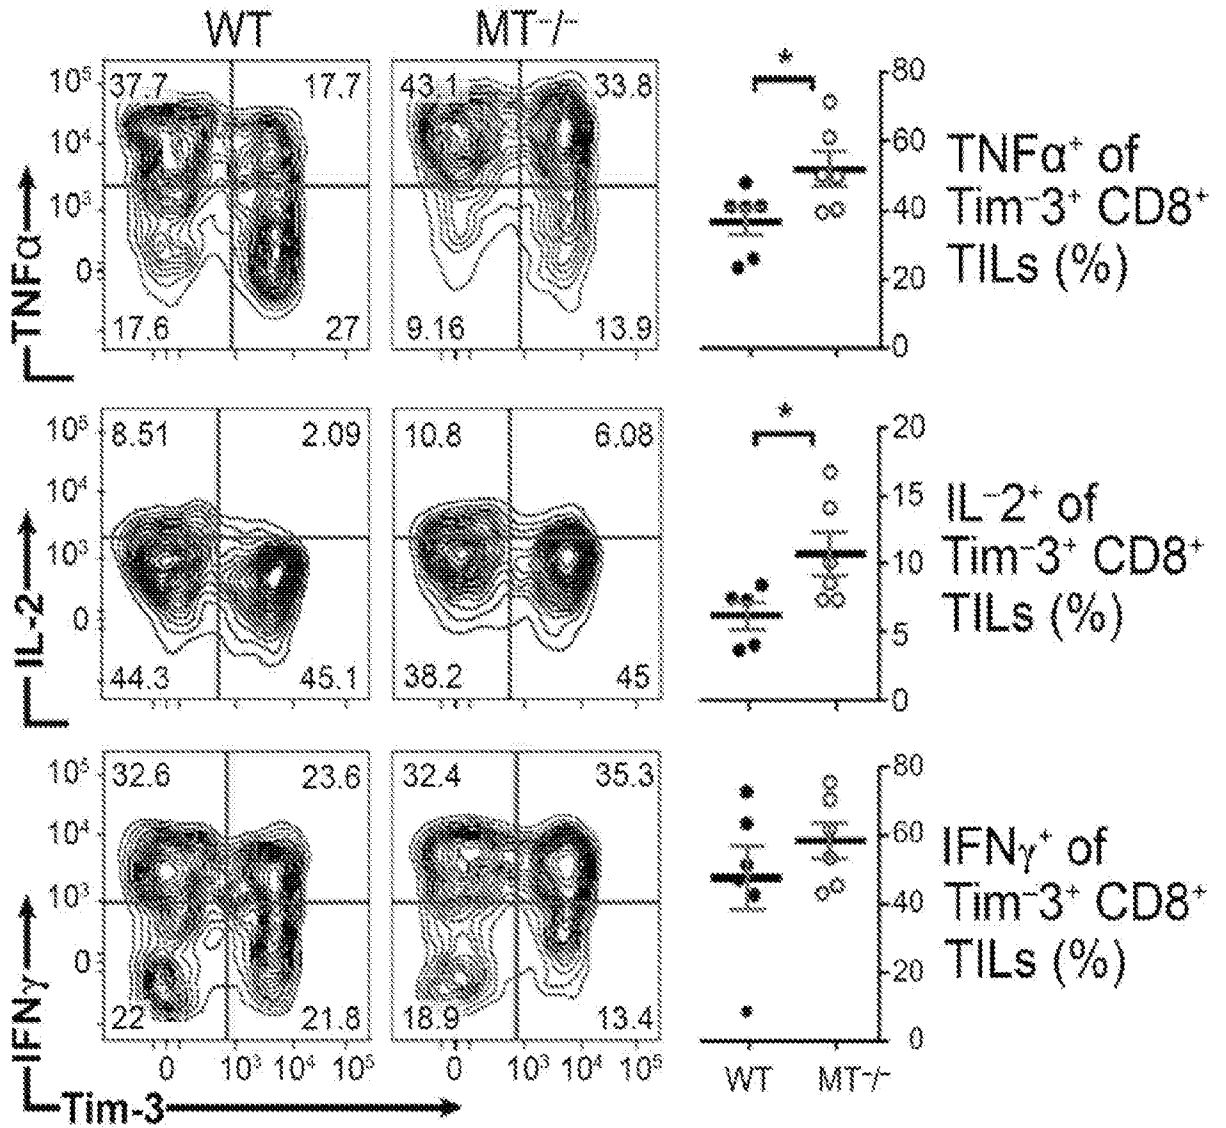 WT MT⁻/⁻
10⁵ 37.7 17.7 43.1 33.8 * 80
10⁴ 60
10³ 40
0 20
17.6 27 9.16 13.9 0
TNFα
TNFα⁺ of
Tim⁻3⁺ CD8⁺
TILs (%)
10⁵ 8.51 2.09 10.8 6.08 * 20
10⁴ 15
10³ 10
0 5
44.3 45.1 38.2 45 0
IL-2
IL⁻2⁺ of
Tim⁻3⁺ CD8⁺
TILs (%)
10⁵ 32.6 23.6 32.4 35.3 80
10⁴ 60
10³ 40
0 20
22 21.8 18.9 13.4 0
IFNγ
IFNγ⁺ of
Tim⁻3⁺ CD8⁺
TILs (%)
0 10³ 10⁴ 10⁵ 0 10³ 10⁴ 10⁵ WT MT⁻/⁻
Tim-3